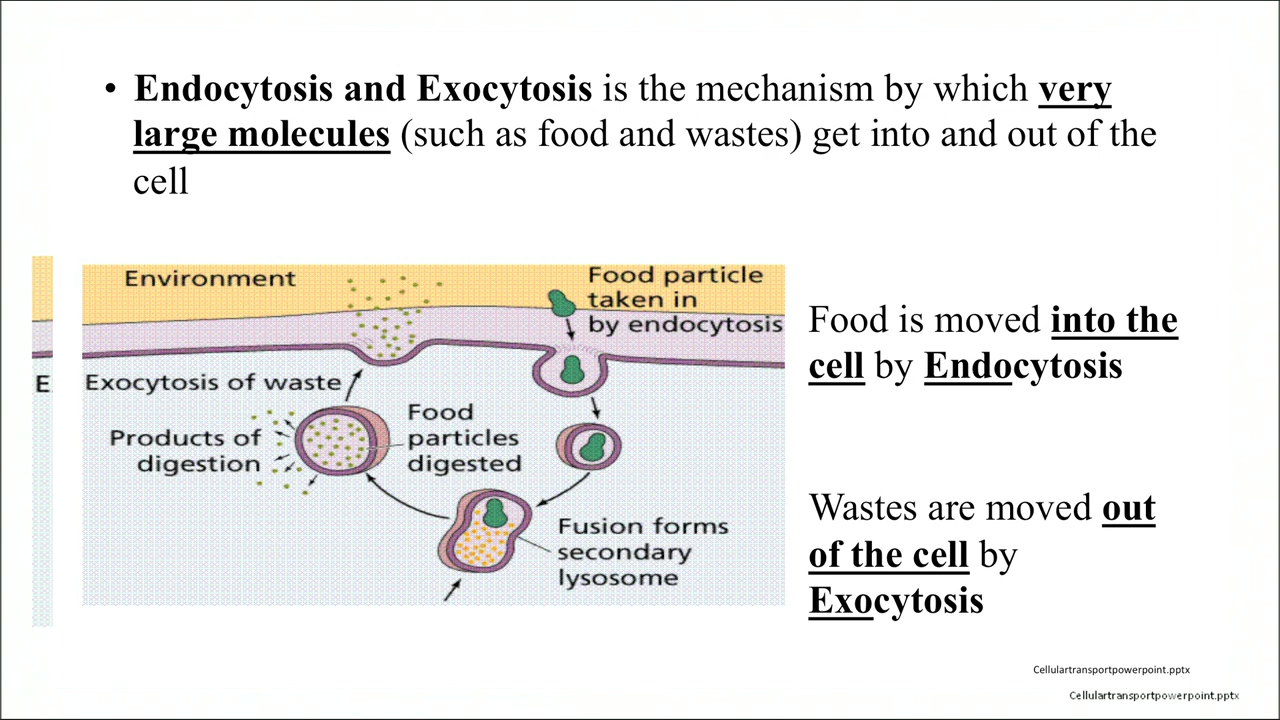 • Endocytosis and Exocytosis is the mechanism by which very
large molecules (such as food and wastes) get into and out of the
cell
Environment
Food particle
taken in
by endocytosis
E
Exocytosis of waste
Food
particles
digested
Products of
digestion
Fusion forms
secondary
lysosome
Food is moved into the
cell by Endocytosis
Wastes are moved out
of the cell by
Exocytosis
Cellulartransportpowerpoint.pptx
Cellulartransportpowerpoint.pptx